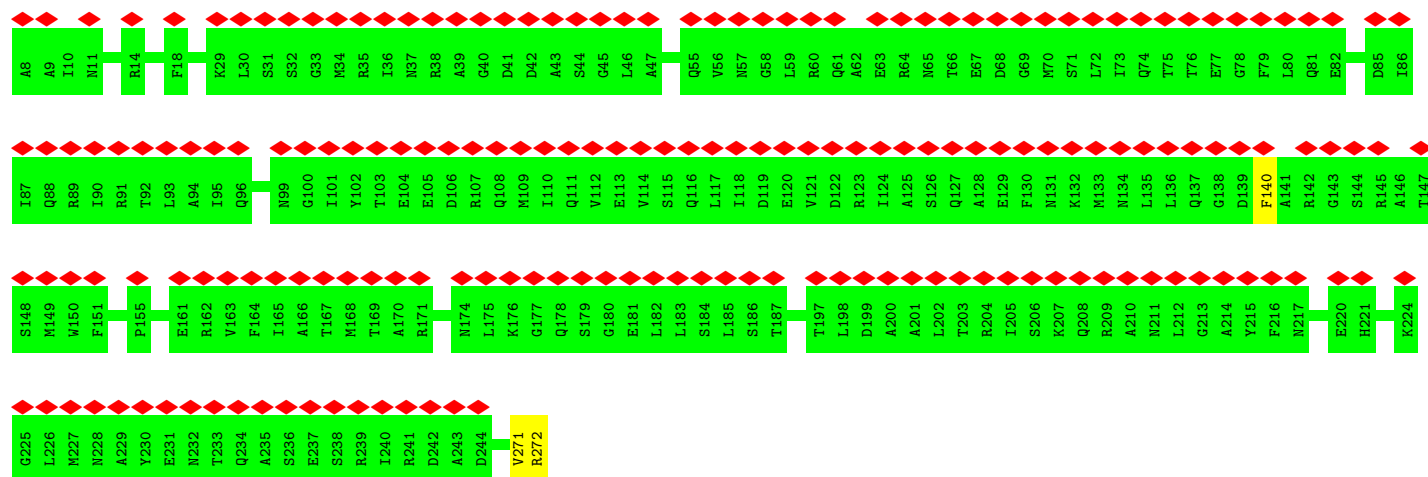 A8 A9 I10 N11 R14 F18 K29 L30 S31 S32 G33 M34 R35 I36 N37 R38 A39 G40 D41 D42 A43 S44 G45 L46 A47 Q55 V56 N57 G58 L59 R60 Q61 A62 E63 R64 N65 T66 E67 D68 G69 M70 S71 L72 I73 Q74 T75 T76 E77 G78 F79 L80 Q81 E82 D85 I86
I87 Q88 R89 I90 R91 T92 L93 A94 I95 Q96 N99 G100 I101 Y102 T103 E104 E105 D106 R107 Q108 M109 I110 Q111 V112 E113 V114 S115 Q116 L117 I118 D119 E120 V121 D122 R123 I124 A125 S126 Q127 A128 E129 F130 N131 K132 M133 N134 L135 L136 Q137 G138 D139 F140 A141 R142 G143 S144 R145 A146 T147
S148 M149 W150 F151 P155 E161 R162 V163 F164 I165 A166 T167 M168 T169 A170 R171 N174 L175 K176 G177 Q178 S179 G180 E181 L182 L183 S184 L185 S186 T187 T197 L198 D199 A200 A201 L202 T203 R204 I205 S206 K207 Q208 R209 A210 N211 L212 G213 A214 Y215 F216 N217 E220 H221 K224
G225 L226 M227 N228 A229 Y230 E231 N232 T233 Q234 A235 S236 E237 S238 R239 I240 R241 D242 A243 D244 V271 R272